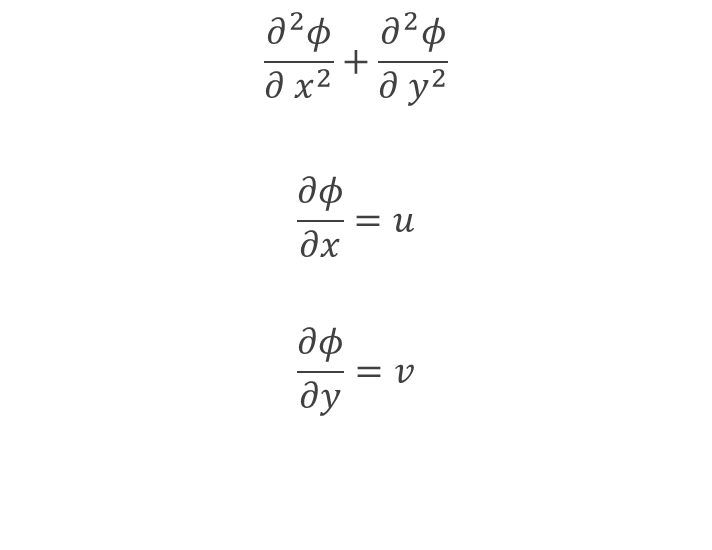 ∂²ϕ/∂ x² + ∂²ϕ/∂ y²
∂ϕ/∂x = u
∂ϕ/∂y = v